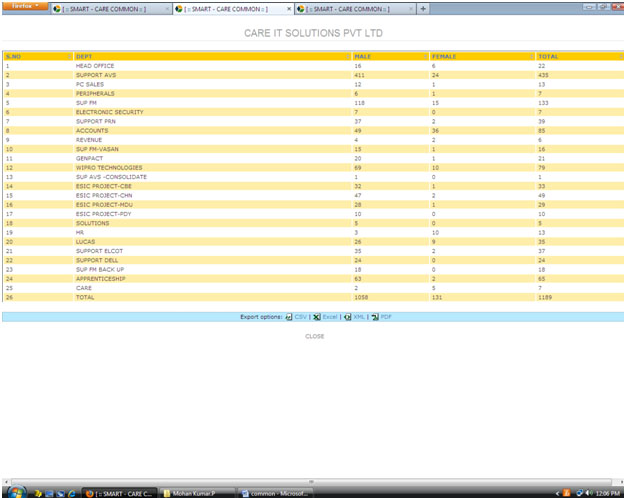 Firefox
[ :: SMART - CARE COMMON :: ] × [ :: SMART - CARE COMMON :: ] × [ :: SMART - CARE COMMON :: ] × +
CARE IT SOLUTIONS PVT LTD
S.NO DEPT MALE FEMALE TOTAL
1 HEAD OFFICE 16 6 22
2 SUPPORT AVS 411 24 435
3 PC SALES 12 1 13
4 PERIPHERALS 6 1 7
5 SUP FM 118 15 133
6 ELECTRONIC SECURITY 7 0 7
7 SUPPORT PRN 37 2 39
8 ACCOUNTS 49 36 85
9 REVENUE 4 2 6
10 SUP FM-VASAN 15 1 16
11 GENPACT 20 1 21
12 WIPRO TECHNOLOGIES 69 10 79
13 SUP AVS -CONSOLIDATE 1 0 1
14 ESIC PROJECT-CBE 32 1 33
15 ESIC PROJECT-CHN 47 2 49
16 ESIC PROJECT-MDU 28 1 29
17 ESIC PROJECT-PDY 10 0 10
18 SOLUTIONS 5 0 5
19 HR 3 10 13
20 LUCAS 26 9 35
21 SUPPORT ELCOT 35 2 37
22 SUPPORT DELL 24 0 24
23 SUP FM BACK UP 18 0 18
24 APPRENTICESHIP 63 2 65
25 CARE 2 5 7
26 TOTAL 1058 131 1189
Export options: CSV | Excel | XML | PDF
CLOSE
[ :: SMART - CARE C... Mohan Kumar.P common - Microsof... 12:06 PM